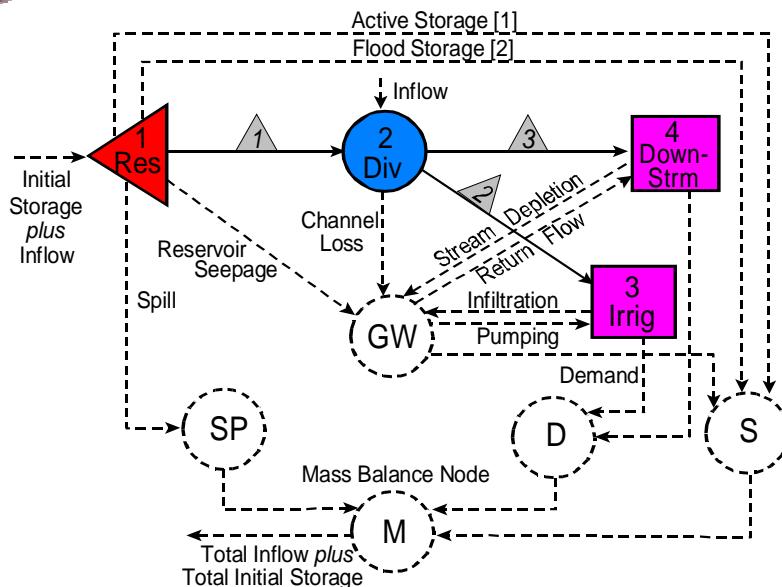 Active Storage [1]
Flood Storage [2]
Inflow
1
Res
1
2
Div
3
4
Down-
Strm
Initial
Storage
plus
Inflow
2
Channel
Loss
Stream Depletion
Return Flow
Reservoir
Seepage
Spill
GW
Infiltration
Pumping
3
Irrig
Demand
SP
D
S
Mass Balance Node
M
Total Inflow plus
Total Initial Storage